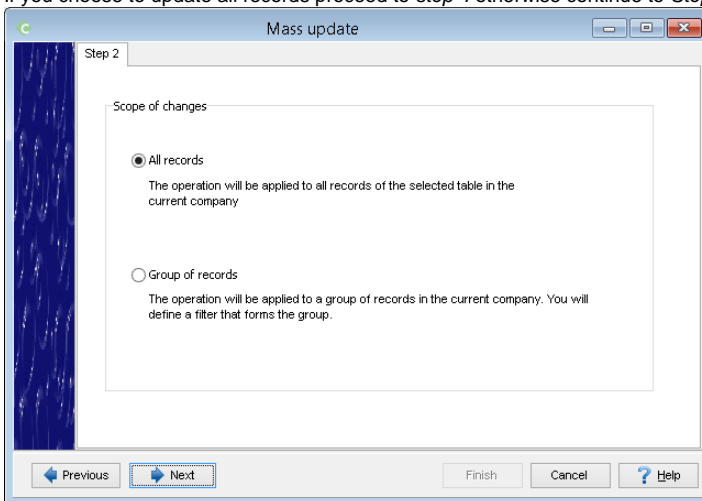 If you choose to update all records proceed to step 4 otherwise continue to Step
Mass update
Step 2
Scope of changes
All records
The operation will be applied to all records of the selected table in the
current company
Group of records
The operation will be applied to a group of records in the current company. You will
define a filter that forms the group.
Previous
Next
Finish
Cancel
? Help